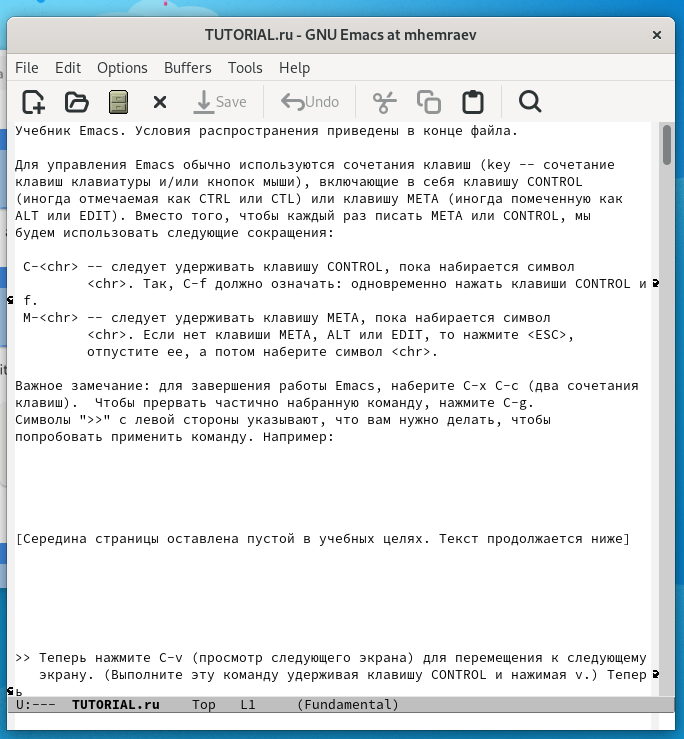 TUTORIAL.ru - GNU Emacs at mhemraev
File Edit Options Buffers Tools Help
Save Undo
Учебник Emacs. Условия распространения приведены в конце файла.
Для управления Emacs обычно используются сочетания клавиш (key -- сочетание
клавиш клавиатуры и/или кнопок мыши), включающие в себя клавишу CONTROL
(иногда отмечаемая как CTRL или CTL) или клавишу META (иногда помеченную как
ALT или EDIT). Вместо того, чтобы каждый раз писать META или CONTROL, мы
будем использовать следующие сокращения:
C-<chr> -- следует удерживать клавишу CONTROL, пока набирается символ
<chr>. Так, C-f должно означать: одновременно нажать клавиши CONTROL и
f.
M-<chr> -- следует удерживать клавишу META, пока набирается символ
<chr>. Если нет клавиши META, ALT или EDIT, то нажмите <ESC>,
отпустите ее, а потом наберите символ <chr>.
Важное замечание: для завершения работы Emacs, наберите C-x C-c (два сочетания
клавиш).  Чтобы прервать частично набранную команду, нажмите C-g.
Символы ">>" с левой стороны указывают, что вам нужно делать, чтобы
попробовать применить команду. Например:
[Середина страницы оставлена пустой в учебных целях. Текст продолжается ниже]
>> Теперь нажмите C-v (просмотр следующего экрана) для перемещения к следующему
экрану. (Выполните эту команду удерживая клавишу CONTROL и нажимая v.) Тепер
ь
U:--- TUTORIAL.ru Top L1 (Fundamental)